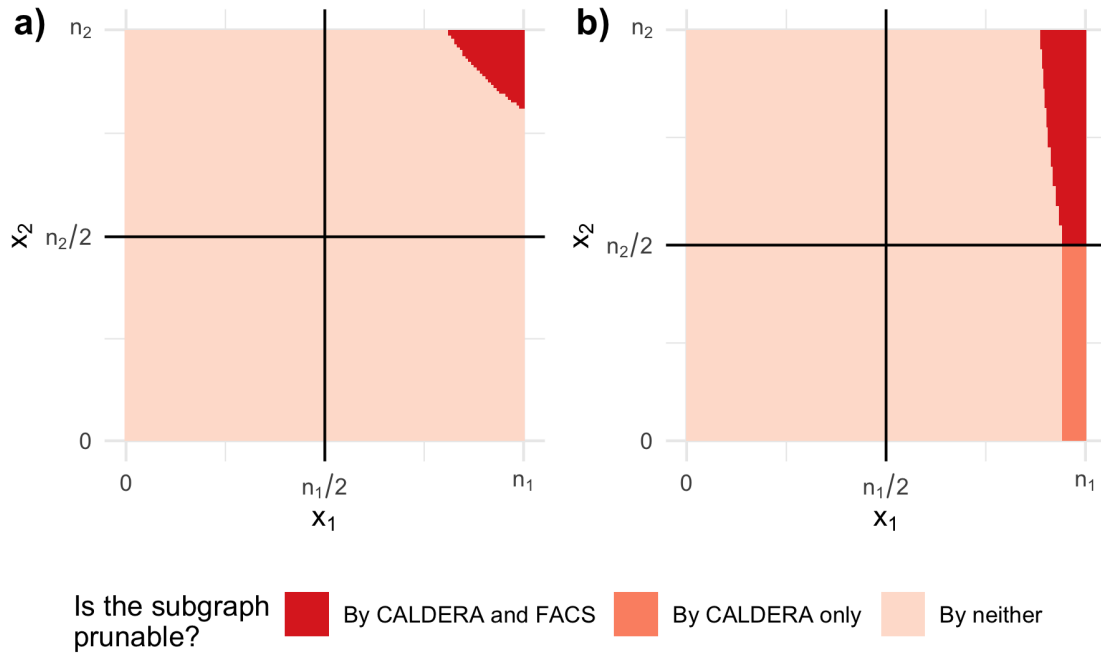 a)
n₂
x₂
n₂/2
0
0
n₁/2
n₁
x₁
b)
n₂
x₂
n₂/2
0
0
n₁/2
n₁
x₁
Is the subgraph
prunable?
By CALDERA and FACS
By CALDERA only
By neither